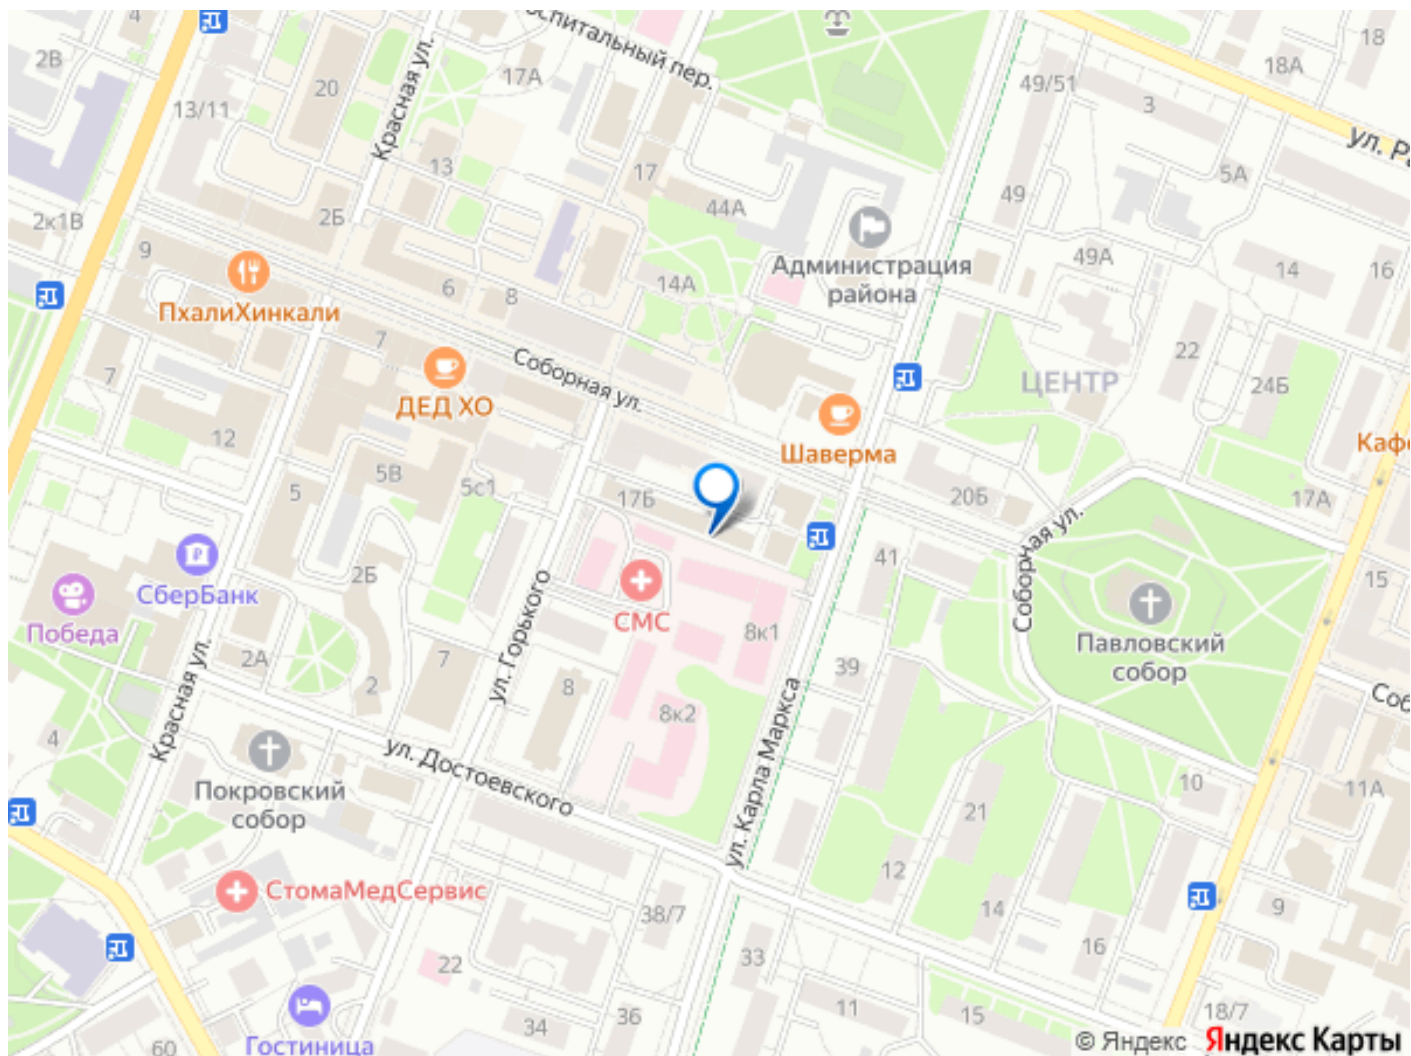 2В
4
Красная ул.
оспитальный пер.
17А
20
13/11
13
17
44А
2Б
2к1В
9
ПхалиХинкали
6
8
14А
Администрация
района
49/51
3
18
18А
ул. Ра
5А
49
49А
14
16
22
24Б
ЦЕНТР
7
7
ДЕД ХО
Соборная ул.
Шаверма
Кафе
12
5В
5с1
5
17Б
20Б
17А
41
Соборная ул.
15
СберБанк
2Б
Победа
СМС
8к1
Павловский
собор
ул. Горького
2А
2
7
8
8к2
39
Соб
Красная ул.
4
ул. Достоевского
ул. Карла Маркса
Покровский
собор
10
11А
21
12
СтомаМедСервис
38/7
14
9
16
22
33
34
36
11
15
18/7
60
Гостиница
© Яндекс Яндекс Карты